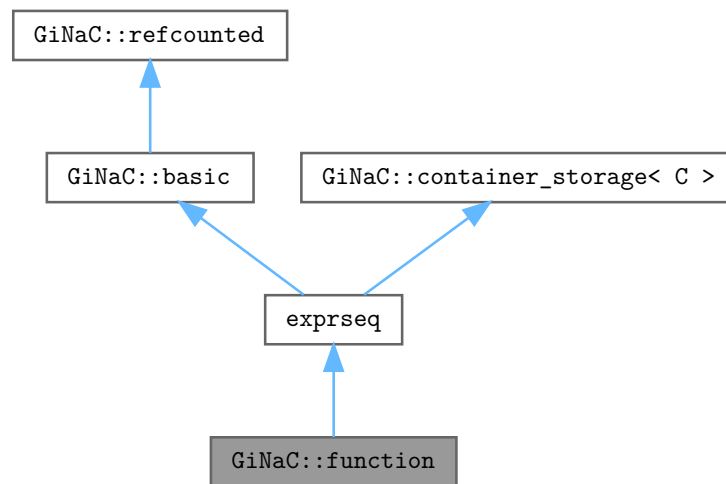 GiNaC::refcounted
GiNaC::basic
GiNaC::container_storage< C >
exprseq
GiNaC::function